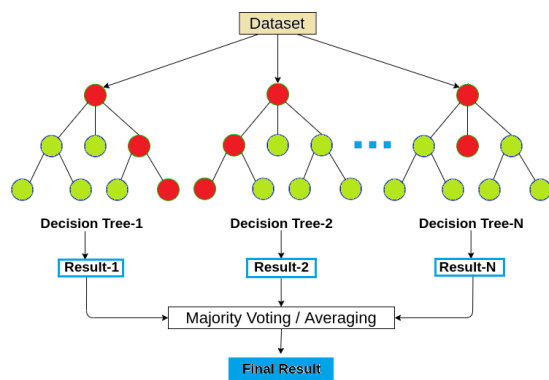 Dataset
Decision Tree-1
Decision Tree-2
Decision Tree-N
Result-1
Result-2
Result-N
Majority Voting / Averaging
Final Result